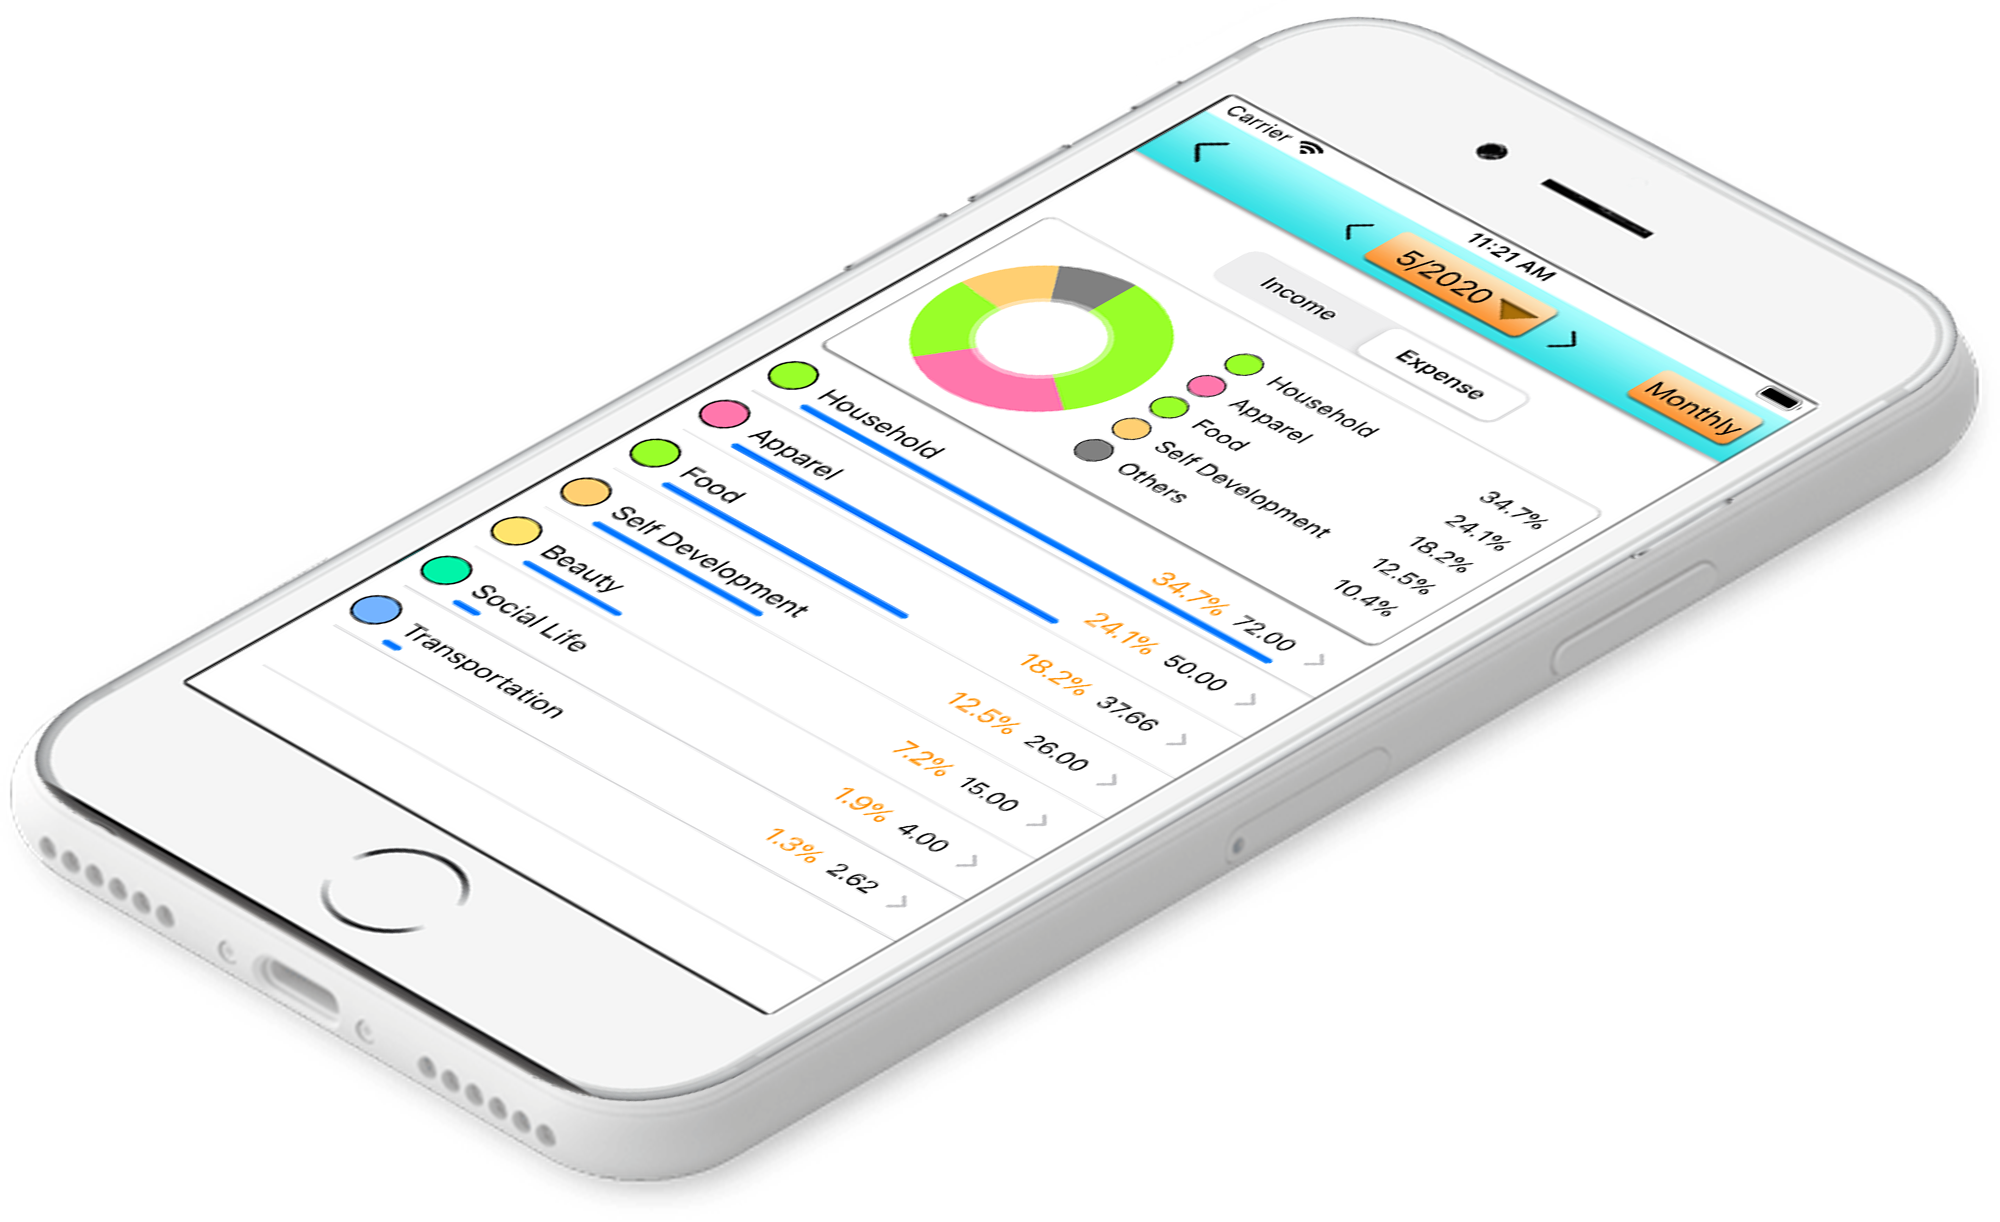 Carrier
11:21 AM
5/2020
Monthly
Income
Expense
Household 34.7%
Apparel 24.1%
Food 18.2%
Self Development 12.5%
Others 10.4%
Household 34.7% 72.00
Apparel 24.1% 50.00
Food 18.2% 37.66
Self Development 12.5% 26.00
Beauty 7.2% 15.00
Social Life 1.9% 4.00
Transportation 1.3% 2.62